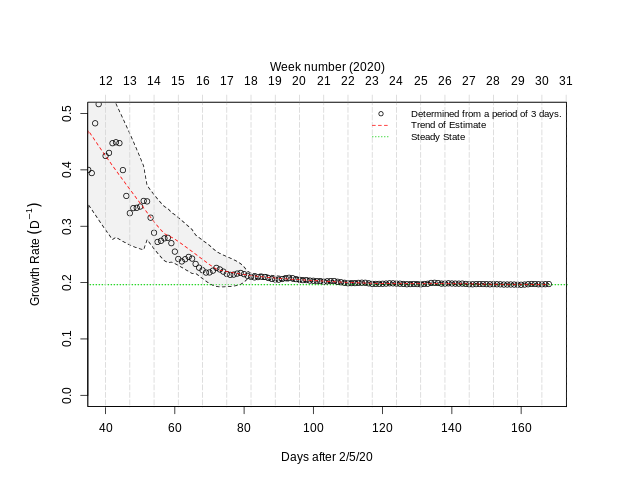 Week number (2020)
12 13 14 15 16 17 18 19 20 21 22 23 24 25 26 27 28 29 30 31
Determined from a period of 3 days.
Trend of Estimate
Steady State
0.5
0.4
0.3
0.2
0.1
0.0
Growth Rate (D⁻¹)
40 60 80 100 120 140 160
Days after 2/5/20